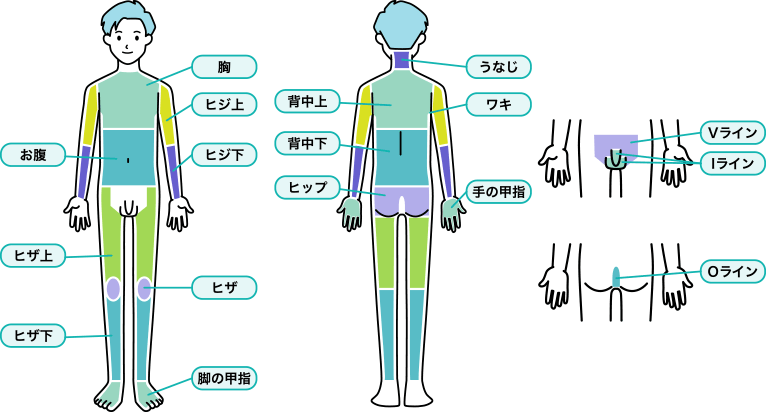 胸
ヒジ上
お腹
ヒジ下
ヒザ上
ヒザ
ヒザ下
脚の甲指
うなじ
背中上
ワキ
背中下
ヒップ
手の甲指
Vライン
Iライン
Oライン